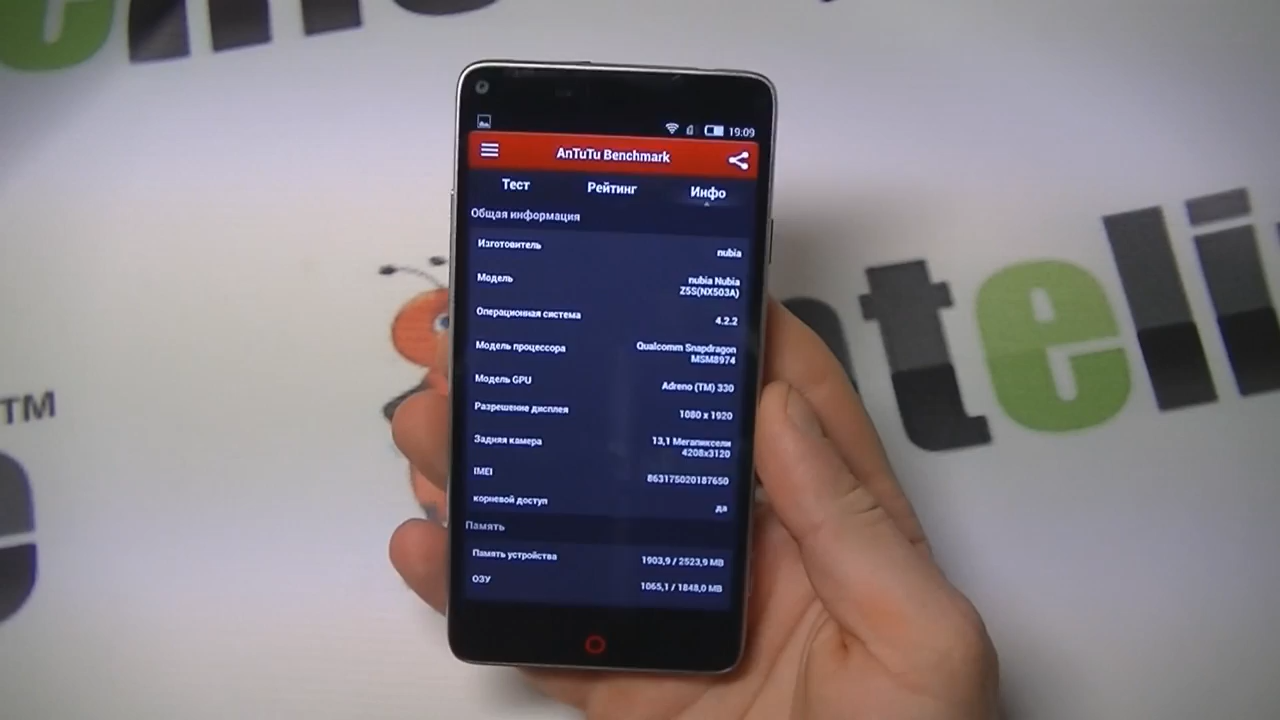 19:09
AnTuTu Benchmark
Тест Рейтинг Инфо
Общая информация
Изготовитель nubia
Модель nubia Nubia
Z5S(NX503A)
Операционная система 4.2.2
Модель процессора Qualcomm Snapdragon
MSM8974
Модель GPU Adreno (TM) 330
Разрешение дисплея 1080 x 1920
Задняя камера 13,1 Мегапиксели
4208x3120
IMEI 863175020187650
корневой доступ да
Память
Память устройства 1903,9 / 2523,9 MB
ОЗУ 1065,1 / 1848,0 MB
TM